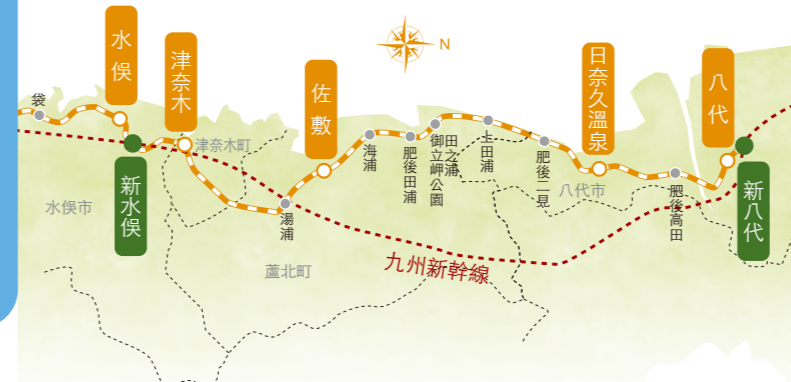 N
袋
水俣
新水俣
水俣市
津奈木
津奈木町
湯浦
蘆北町
佐敷
海浦
肥後田浦
田之浦
御立岬公園
上田浦
肥後二見
日奈久溫泉
八代市
肥後高田
八代
新八代
九州新幹線